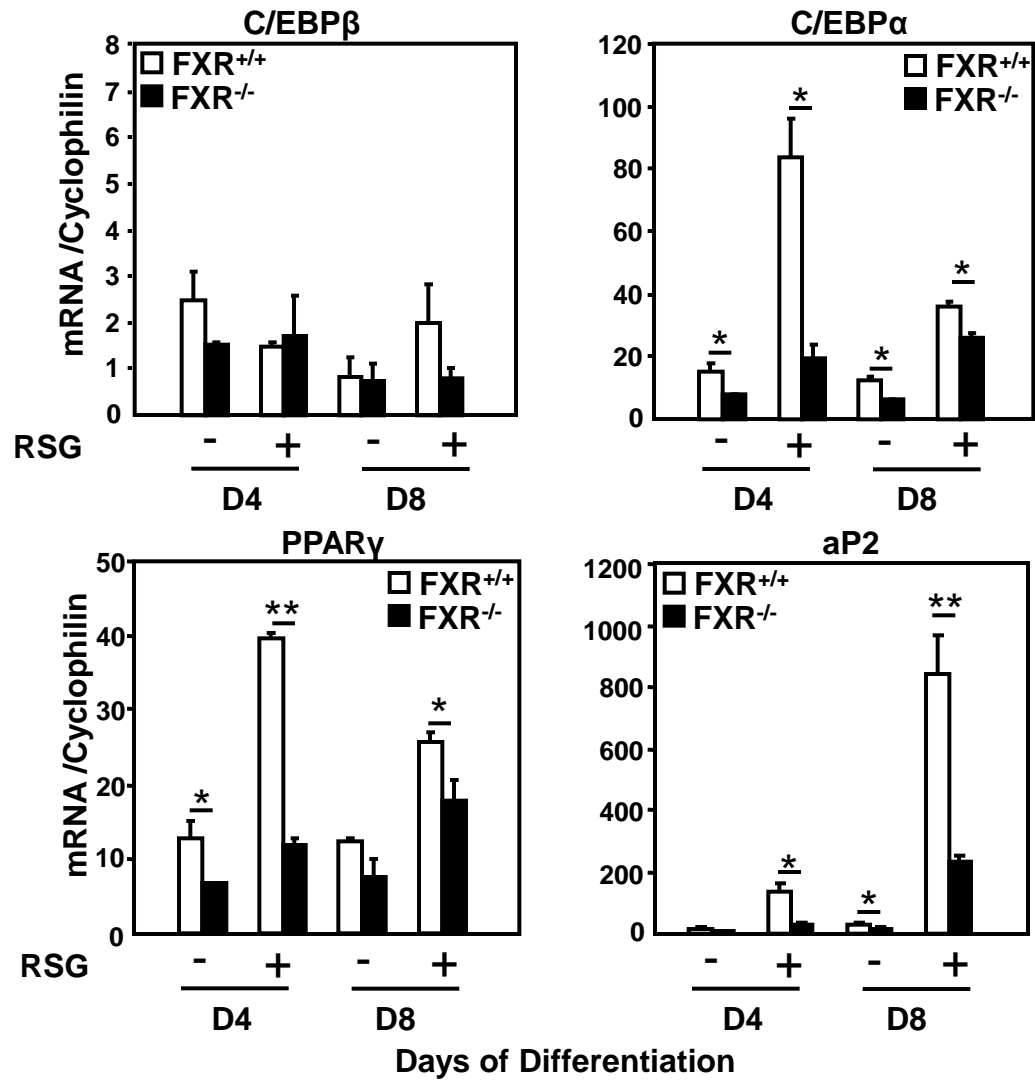 C/EBPβ
mRNA /Cyclophilin
8
7
6
5
4
3
2
1
0
FXR+/+
FXR-/-
RSG - + - +
D4 D8
C/EBPα
120
100
80
60
40
20
0
FXR+/+
FXR-/-
* * * *
- + - +
D4 D8
PPARγ
mRNA /Cyclophilin
50
40
30
20
10
0
FXR+/+
FXR-/-
* ** *
RSG - + - +
D4 D8
aP2
1200
1000
800
600
400
200
0
FXR+/+
FXR-/-
* * **
- + - +
D4 D8
Days of Differentiation